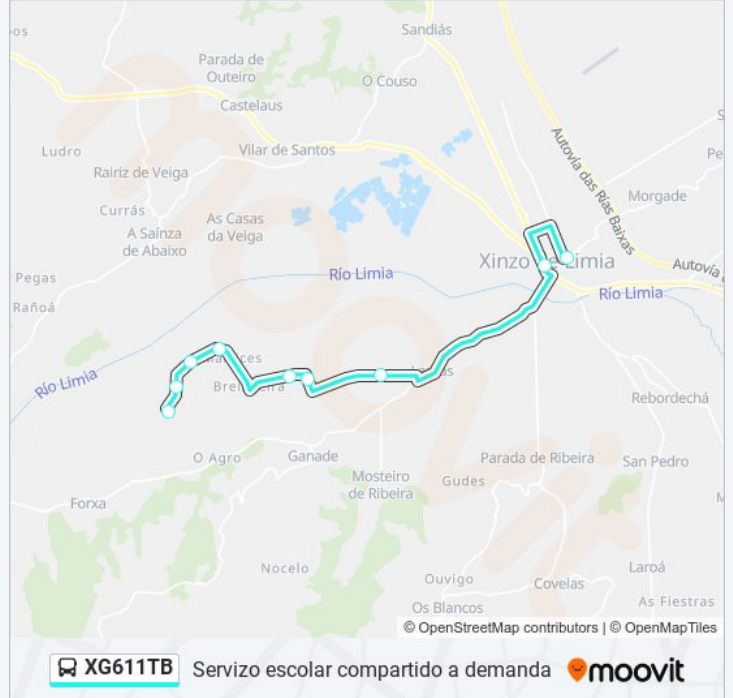 Sandiás
Parada de
Outeiro
O Couso
Castelaus
Ludro
Vilar de Santos
Autovía das Rías Baixas
Rairiz de Veiga
Morgade
Currás
As Casas
da Veiga
A Saínza
de Abaixo
Xinzo de Limia
Autovía
Pegas
Río Limia
Río Limia
Rañoá
Río Limia
Rebordechá
O Agro
Ganade
Parada de Ribeira
San Pedro
Mosteiro
de Ribeira
Gudes
Forxa
Nocelo
Ouvigo
Covelas
Laroá
As Fiestras
Os Blancos
moovit
© OpenStreetMap contributors | © OpenMapTiles
XG611TB
Servizo escolar compartido a demanda
moovit